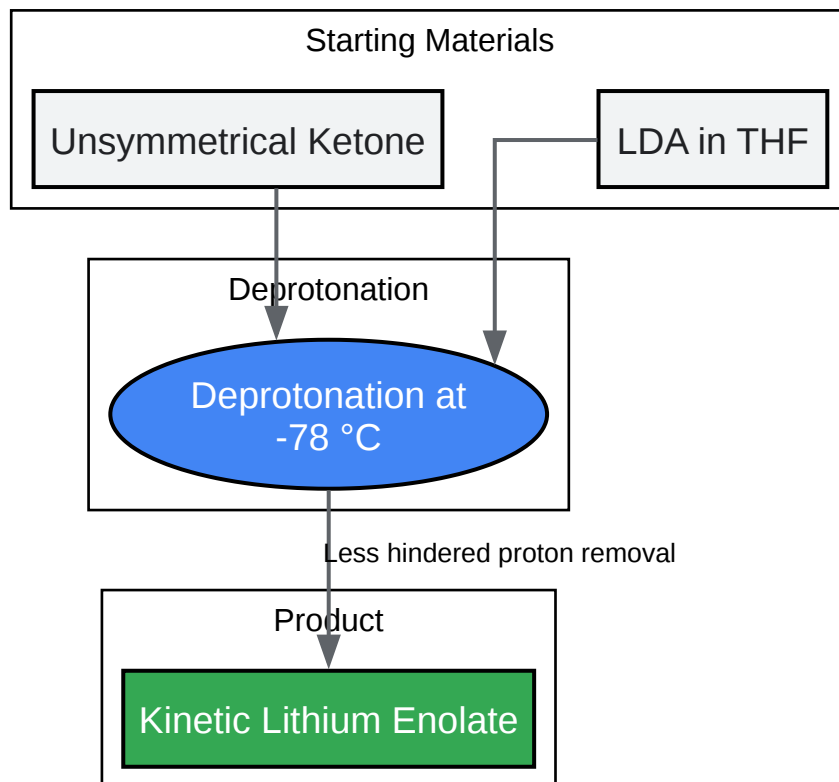 Starting Materials
Unsymmetrical Ketone
LDA in THF
Deprotonation
Deprotonation at
-78 °C
Less hindered proton removal
Product
Kinetic Lithium Enolate